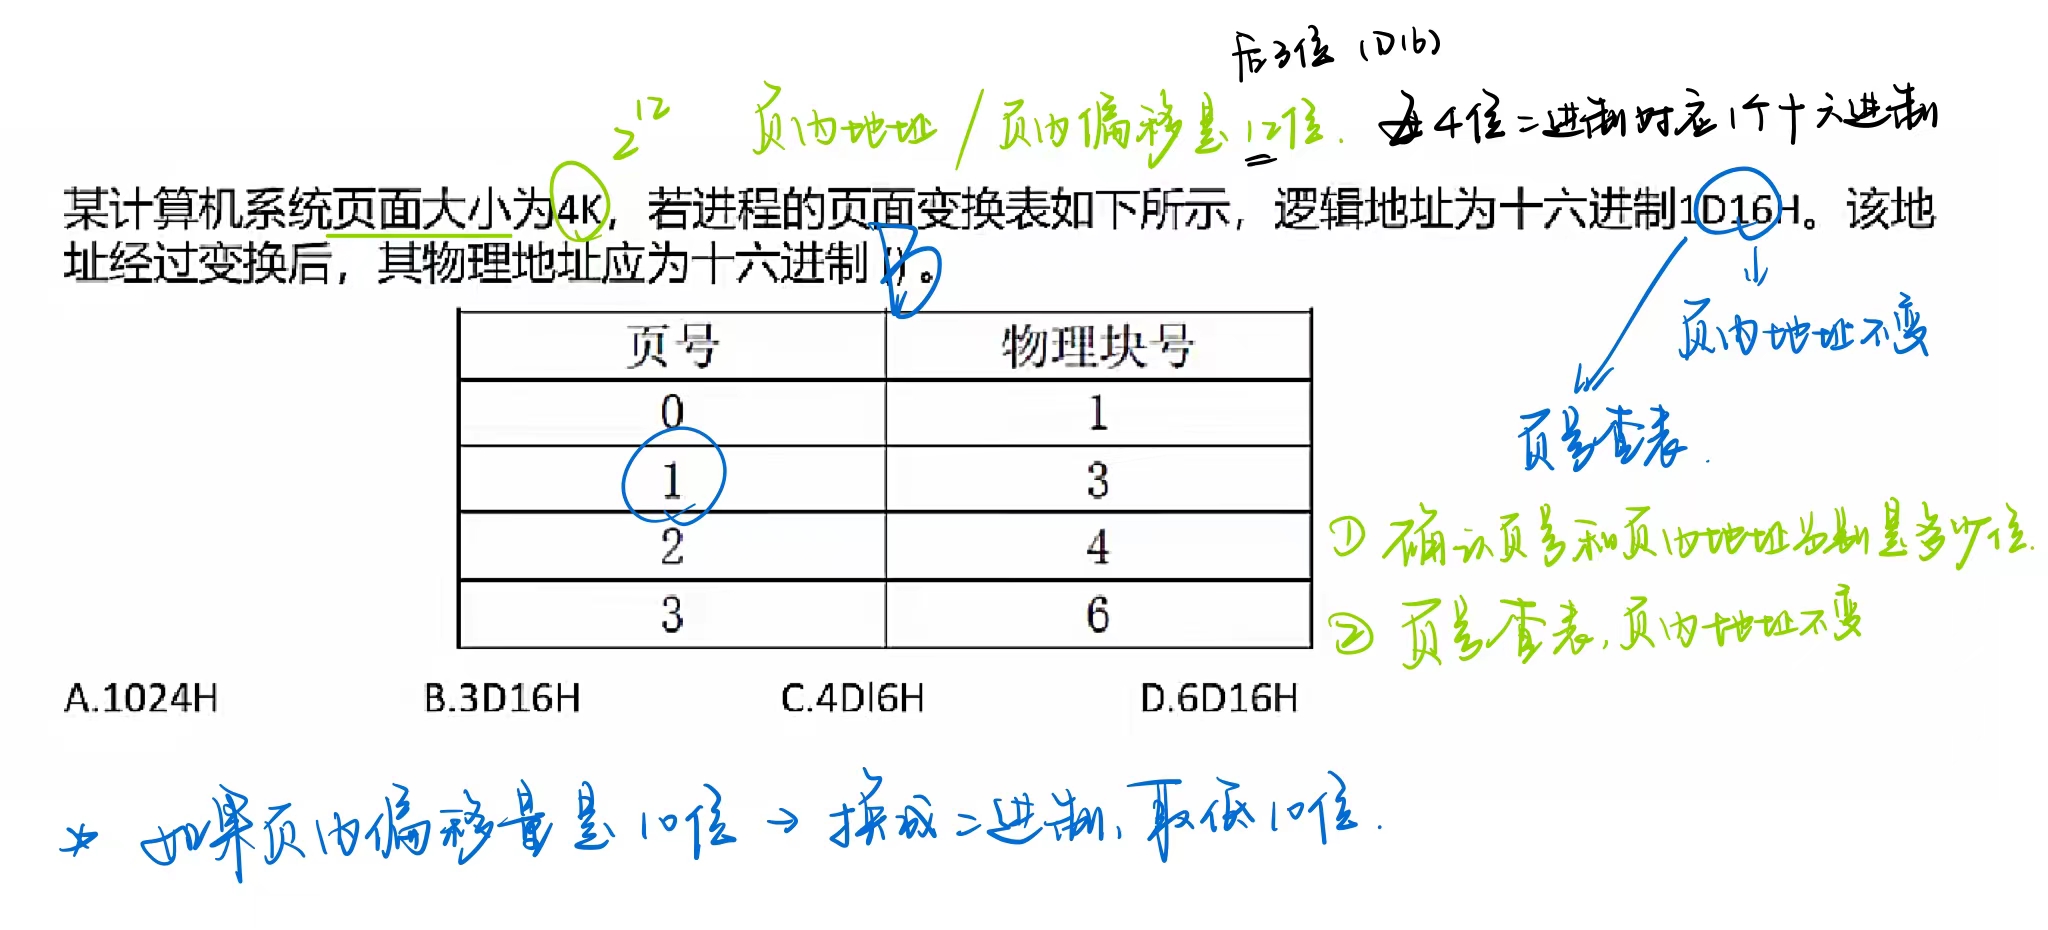 后3位 (D16)
2^12 页内地址/页内偏移是12位. 每4位二进制对应1个十六进制
某计算机系统页面大小为4K，若进程的页面变换表如下所示，逻辑地址为十六进制1D16H。该地
址经过变换后，其物理地址应为十六进制()。
B
页内地址不变
页号查表.
页号 物理块号
0 1
1 3
2 4
3 6
① 确认页号和页内地址分别是多少位.
② 页号查表,页内地址不变
A.1024H B.3D16H C.4DI6H D.6D16H
* 如果页内偏移量是10位→换成二进制,取低10位.